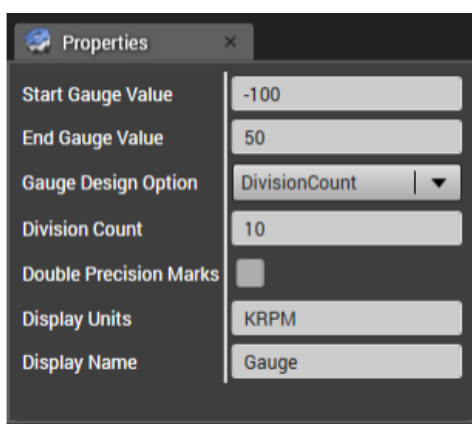 Properties
Start Gauge Value -100
End Gauge Value 50
Gauge Design Option DivisionCount
Division Count 10
Double Precision Marks
Display Units KRPM
Display Name Gauge